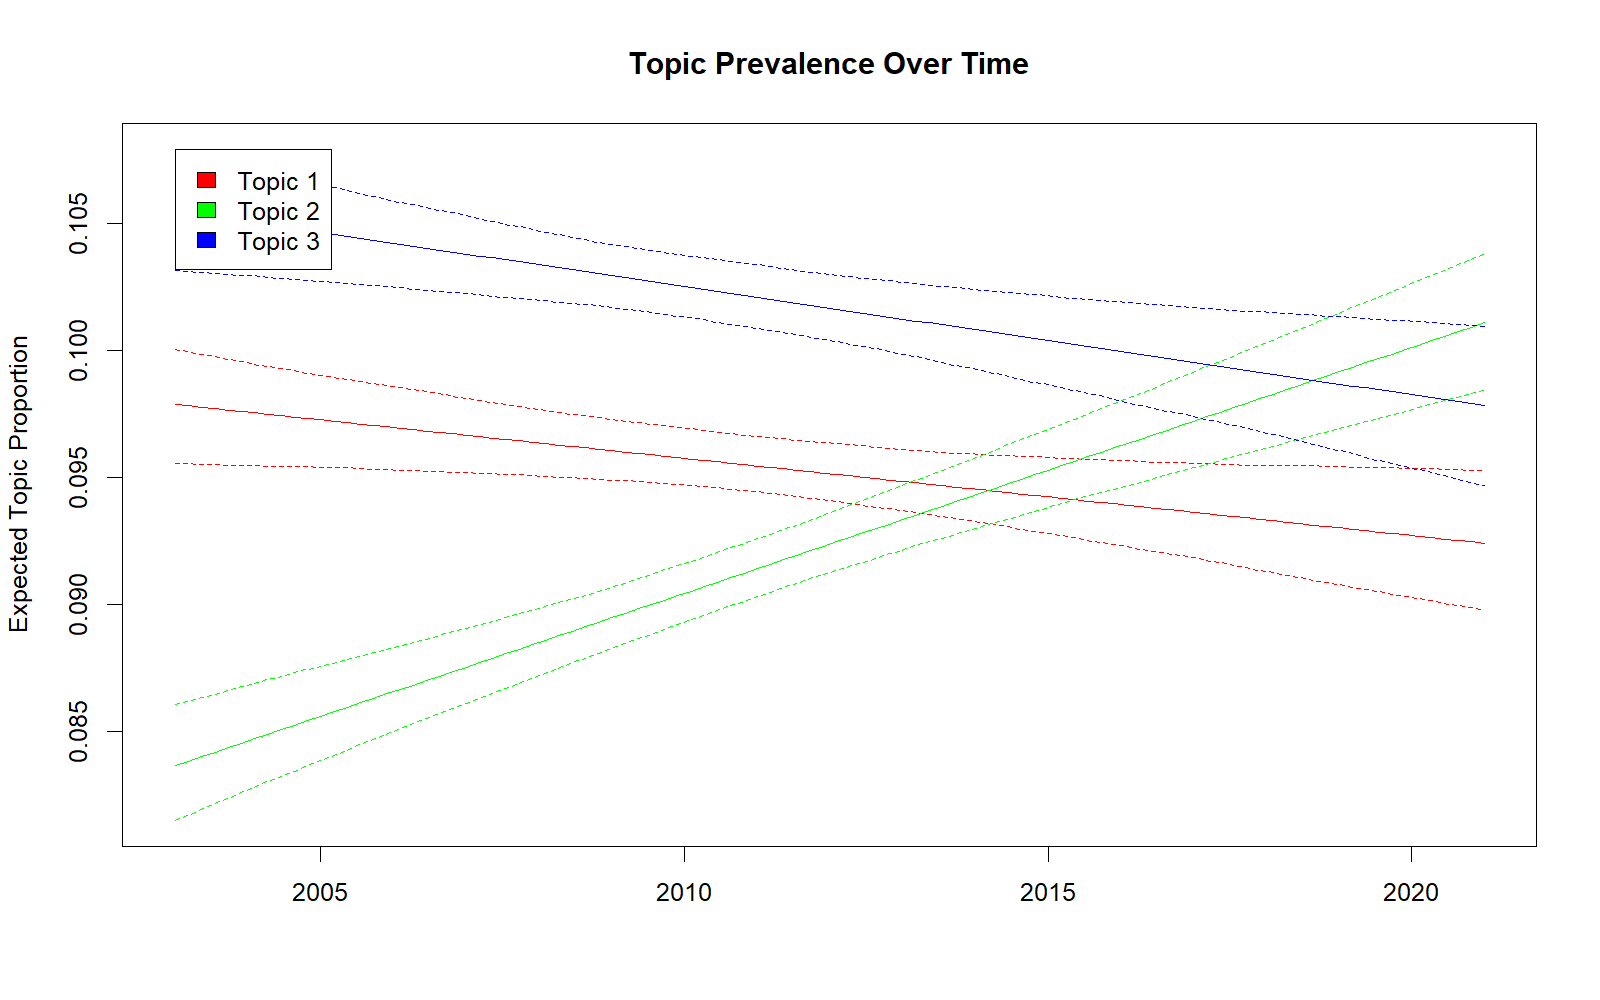 Topic Prevalence Over Time
Topic 1
Topic 2
Topic 3
Expected Topic Proportion
0.105
0.100
0.095
0.090
0.085
2005
2010
2015
2020